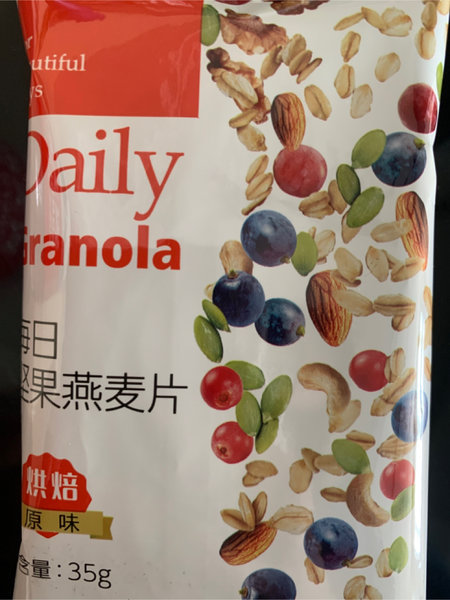 utiful
Daily
Granola
每日
坚果燕麦片
烘焙
原味
含量:35g